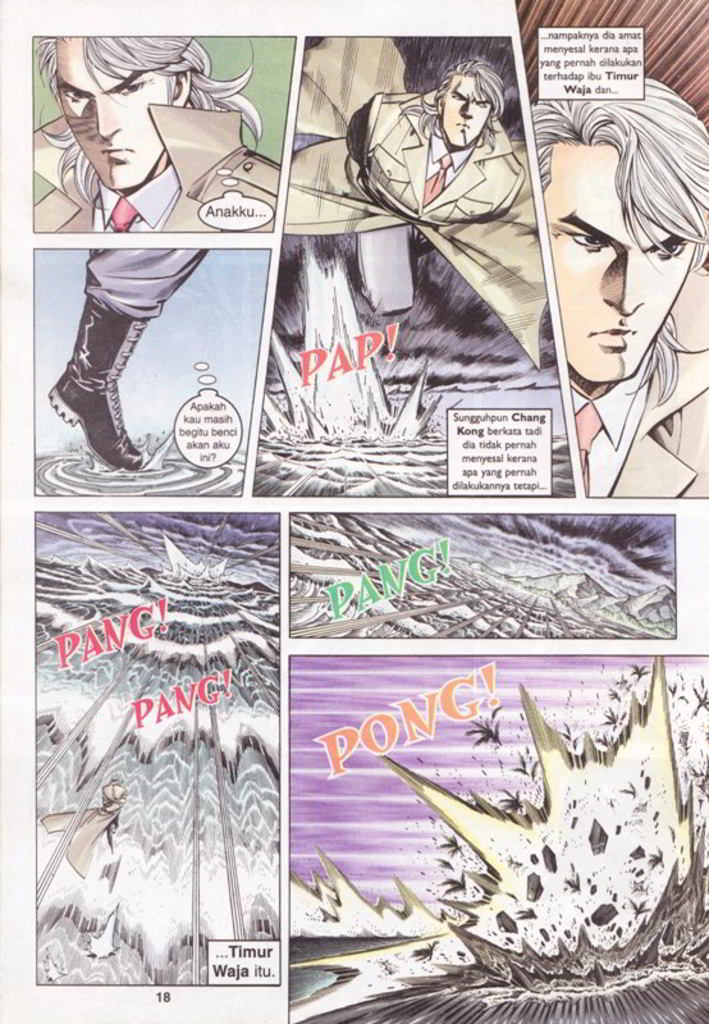 Anakku...
Apakah
kau masih
begitu benci
akan aku
ini?
PAP!
Sungguhpun Chang
Kong berkata tadi
dia tidak pernah
menyesal kerana
apa yang pernah
dilakukannya tetapi...
...nampaknya dia amat
menyesal kerana apa
yang pernah dilakukan
terhadap ibu Timur
Waja dan...
PANG!
PANG!
...Timur
Waja itu.
PANG!
PONG!
18